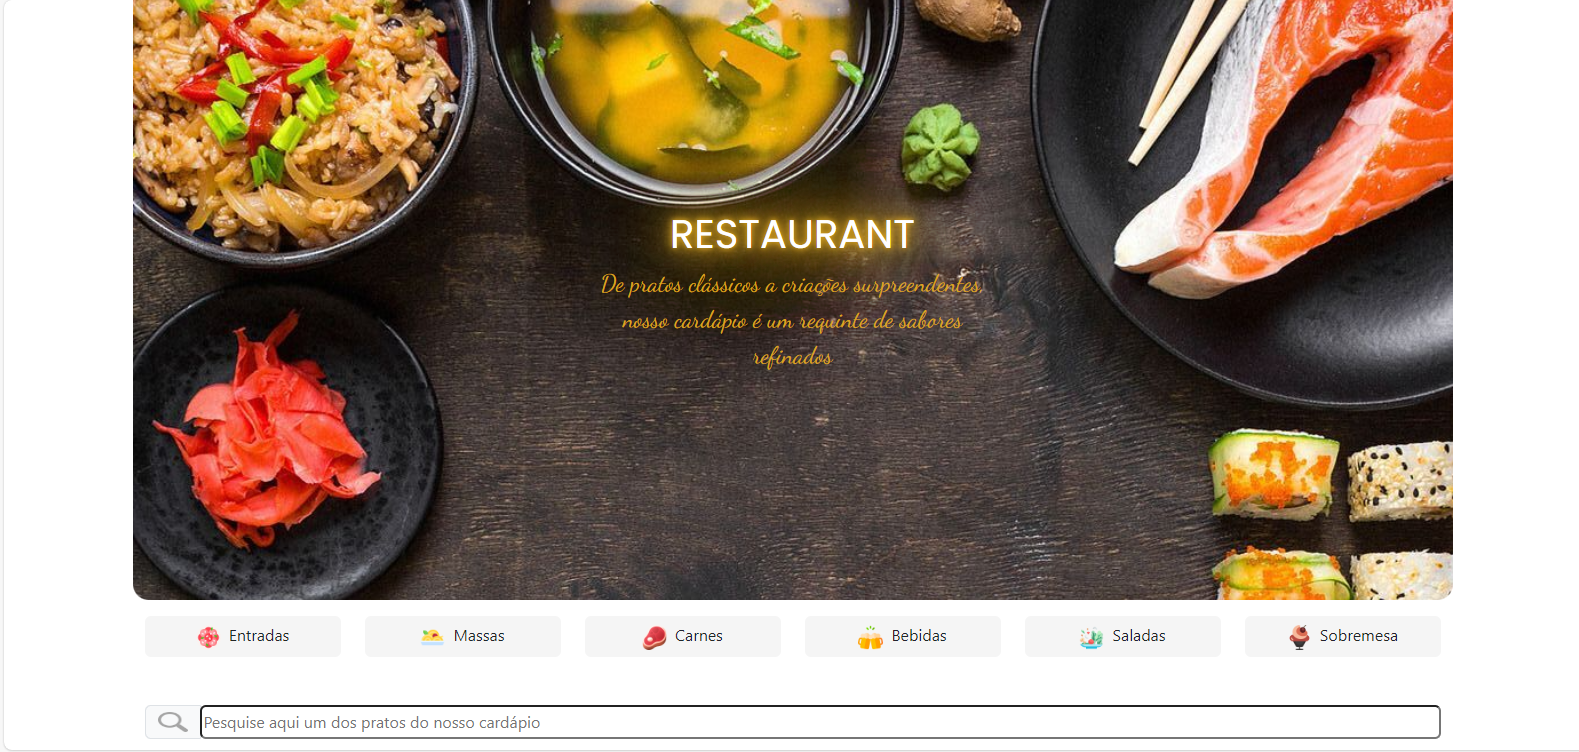 RESTAURANT
De pratos clássicos a criações surpreendentes,
nosso cardápio é um requinte de sabores
refinados
Entradas
Massas
Carnes
Bebidas
Saladas
Sobremesa
Pesquise aqui um dos pratos do nosso cardápio